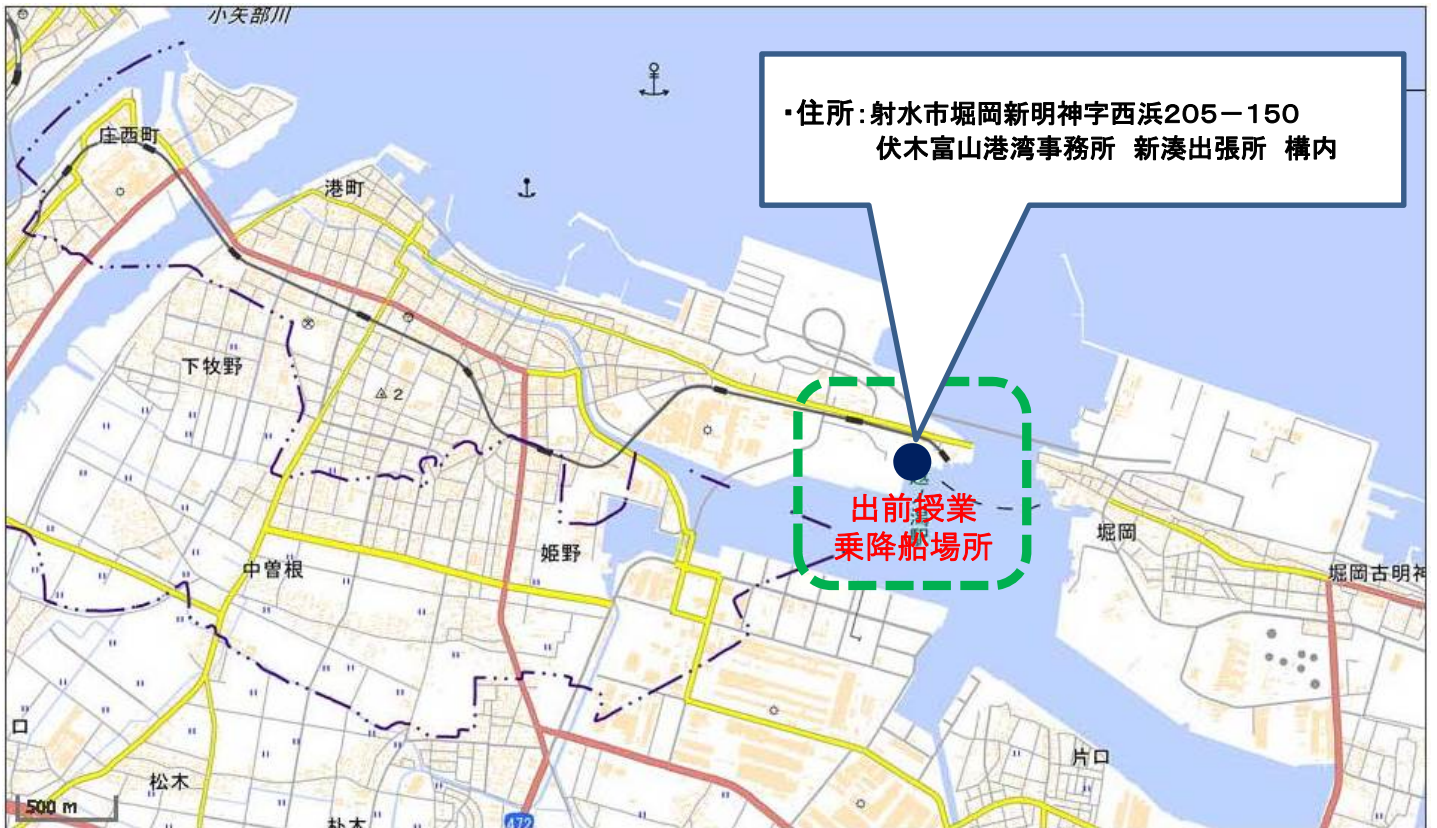 小矢部川
・住所：射水市堀岡新明神字西浜205－150
伏木富山港湾事務所 新湊出張所 構内
庄西町
港町
下牧野
2
出前授業
乗降船場所
堀岡
姫野
中曽根
堀岡古明神
口
片口
松木
500 m
472